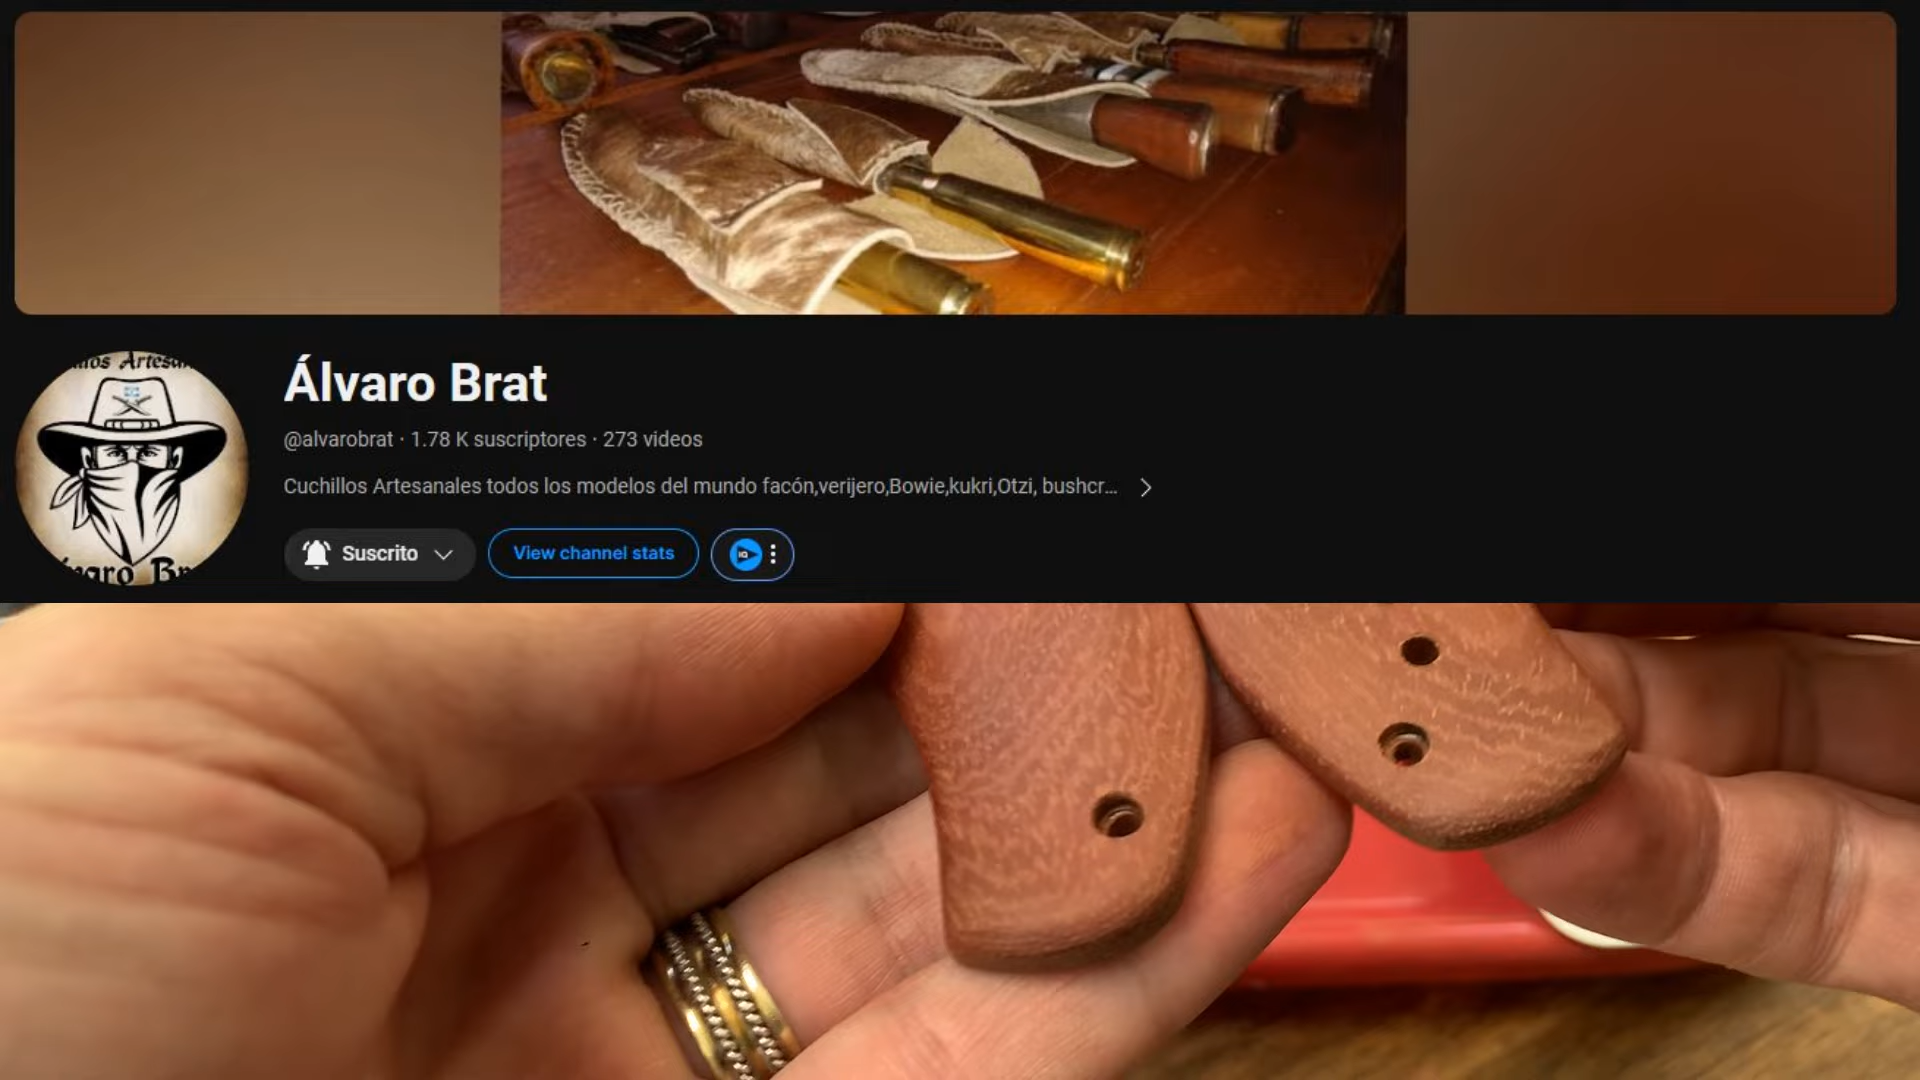 Álvaro Brat
@alvarobrat · 1.78 K suscriptores · 273 videos
Cuchillos Artesanales todos los modelos del mundo facón,verijero,Bowie,kukri,Otzi, bushcr...
Suscrito
View channel stats
IQ